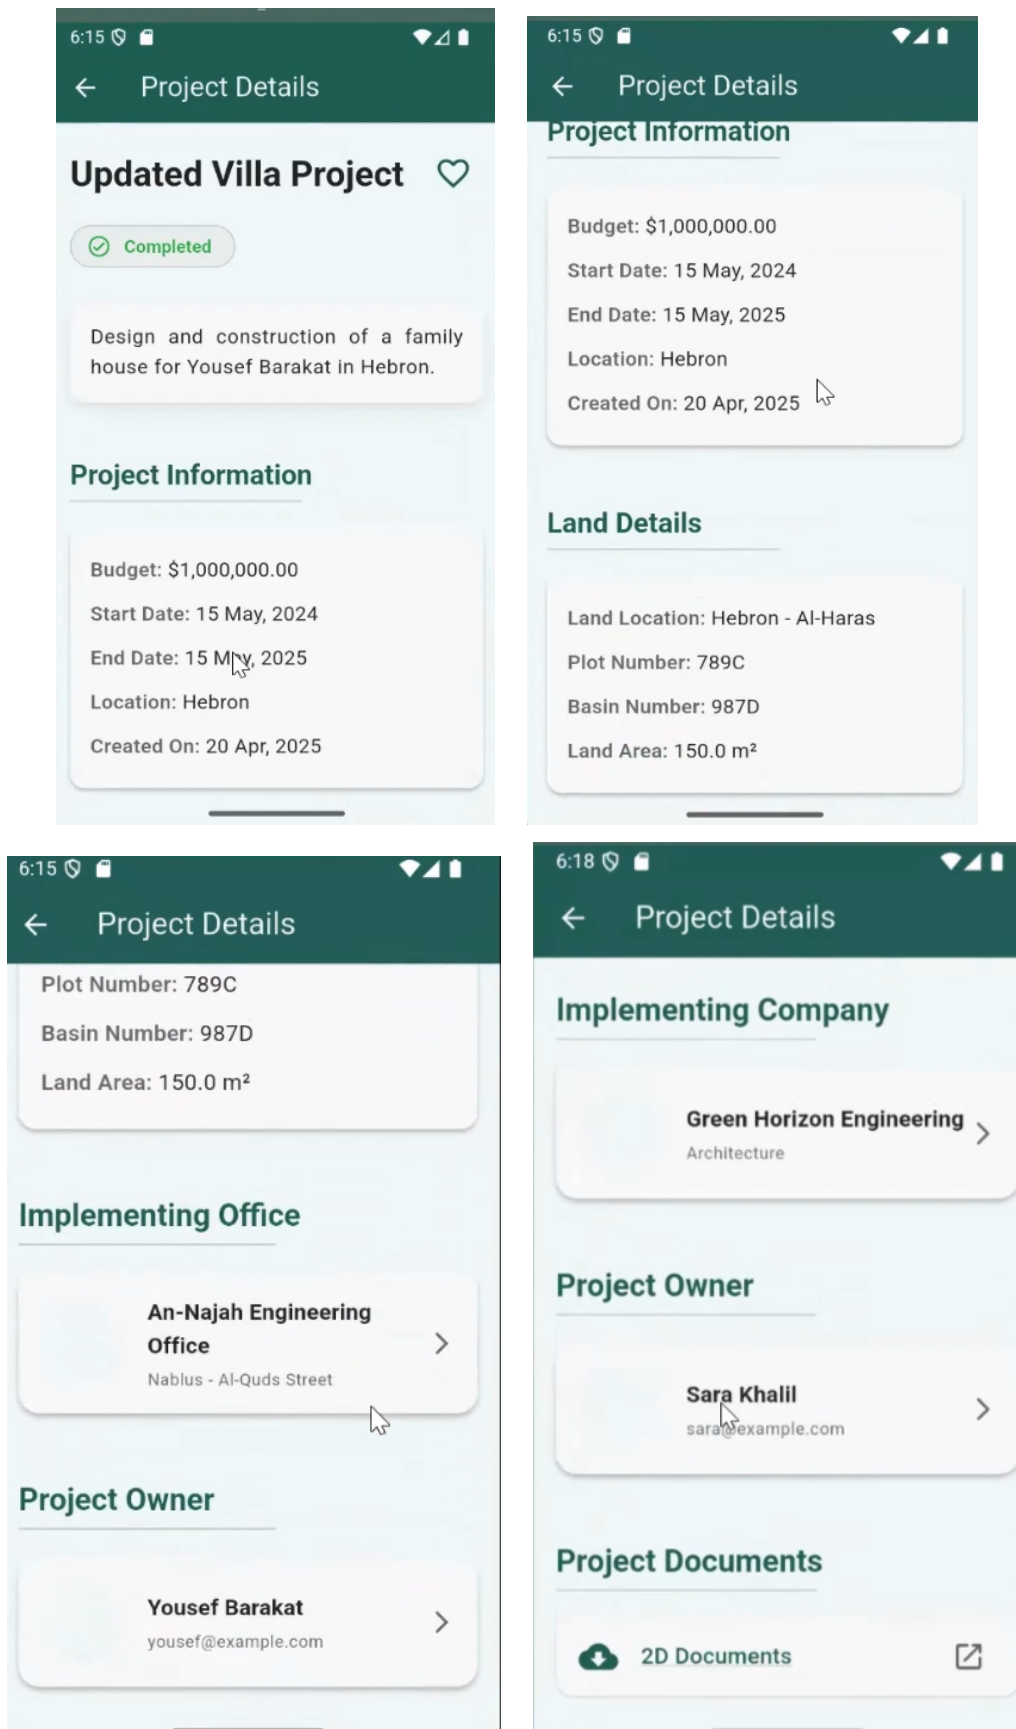 6:15
Project Details
Updated Villa Project
Completed
Design and construction of a family
house for Yousef Barakat in Hebron.
Project Information
Budget: $1,000,000.00
Start Date: 15 May, 2024
End Date: 15 May, 2025
Location: Hebron
Created On: 20 Apr, 2025
6:15
Project Details
Project Information
Budget: $1,000,000.00
Start Date: 15 May, 2024
End Date: 15 May, 2025
Location: Hebron
Created On: 20 Apr, 2025
Land Details
Land Location: Hebron - Al-Haras
Plot Number: 789C
Basin Number: 987D
Land Area: 150.0 m²
6:15
Project Details
Plot Number: 789C
Basin Number: 987D
Land Area: 150.0 m²
Implementing Office
An-Najah Engineering
Office
Nablus - Al-Quds Street
Project Owner
Yousef Barakat
yousef@example.com
6:18
Project Details
Implementing Company
Green Horizon Engineering
Architecture
Project Owner
Sara Khalil
sara@example.com
Project Documents
2D Documents